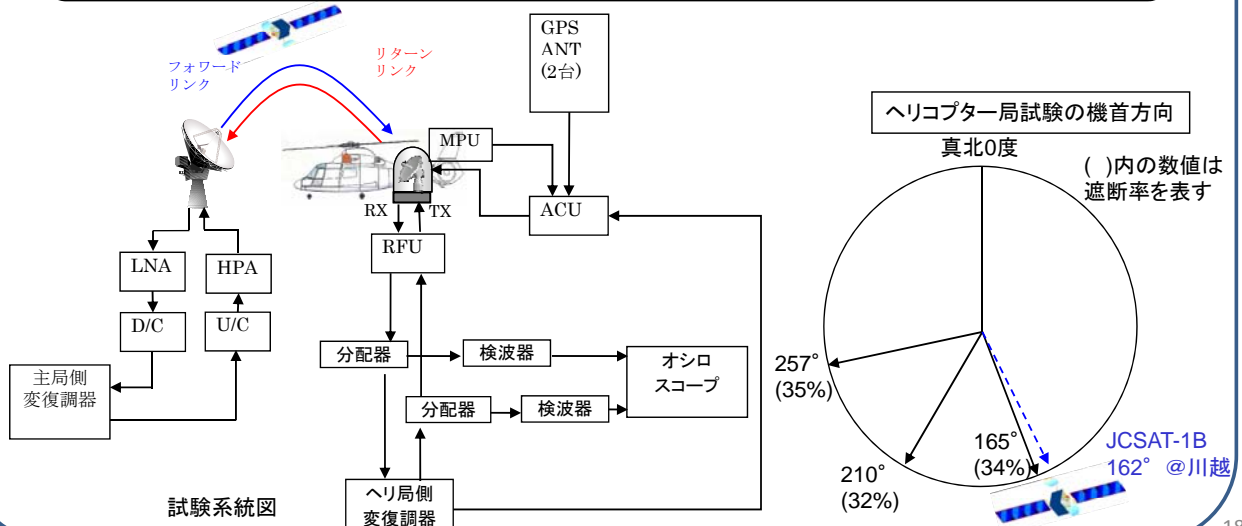 フォワード
リンク
リターン
リンク
GPS
ANT
(2台)
MPU
RX
TX
ACU
RFU
LNA
HPA
D/C
U/C
主局側
変復調器
分配器
検波器
オシロ
スコープ
分配器
検波器
ヘリ局側
変復調器
試験系統図
ヘリコプター局試験の機首方向
真北0度
( )内の数値は
遮断率を表す
257°
(35%)
210°
(32%)
165°
(34%)
JCSAT-1B
162° @川越